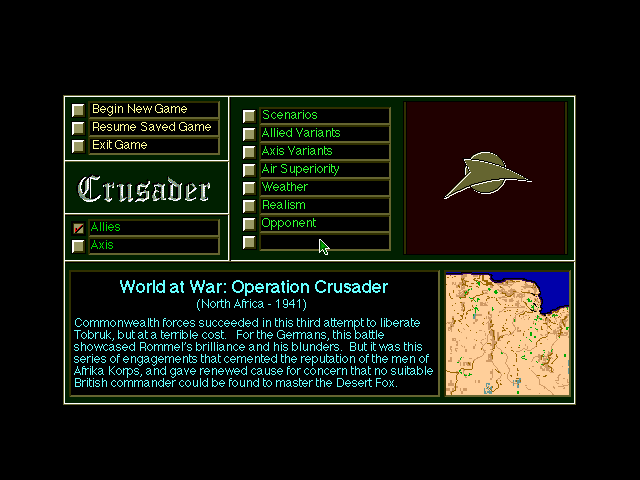 Begin New Game
Resume Saved Game
Exit Game
Crusader
Allies
Axis
Scenarios
Allied Variants
Axis Variants
Air Superiority
Weather
Realism
Opponent
World at War: Operation Crusader
(North Africa - 1941)
Commonwealth forces succeeded in this third attempt to liberate
Tobruk, but at a terrible cost.  For the Germans, this battle
showcased Rommel's brilliance and his blunders.  But it was this
series of engagements that cemented the reputation of the men of
Afrika Korps, and gave renewed cause for concern that no suitable
British commander could be found to master the Desert Fox.